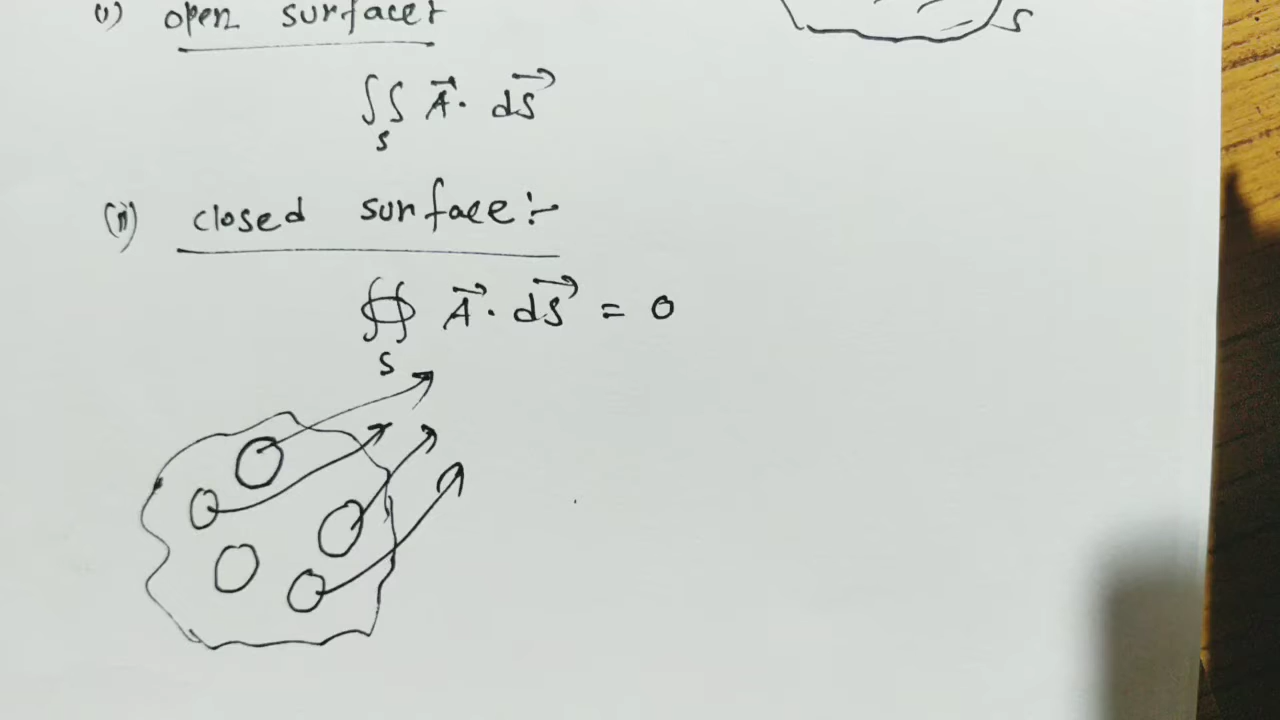 (i) open surface:
S
∬ A⃗ · dS⃗
S
(ii) closed surface:-
∯ A⃗ · dS⃗ = 0
S